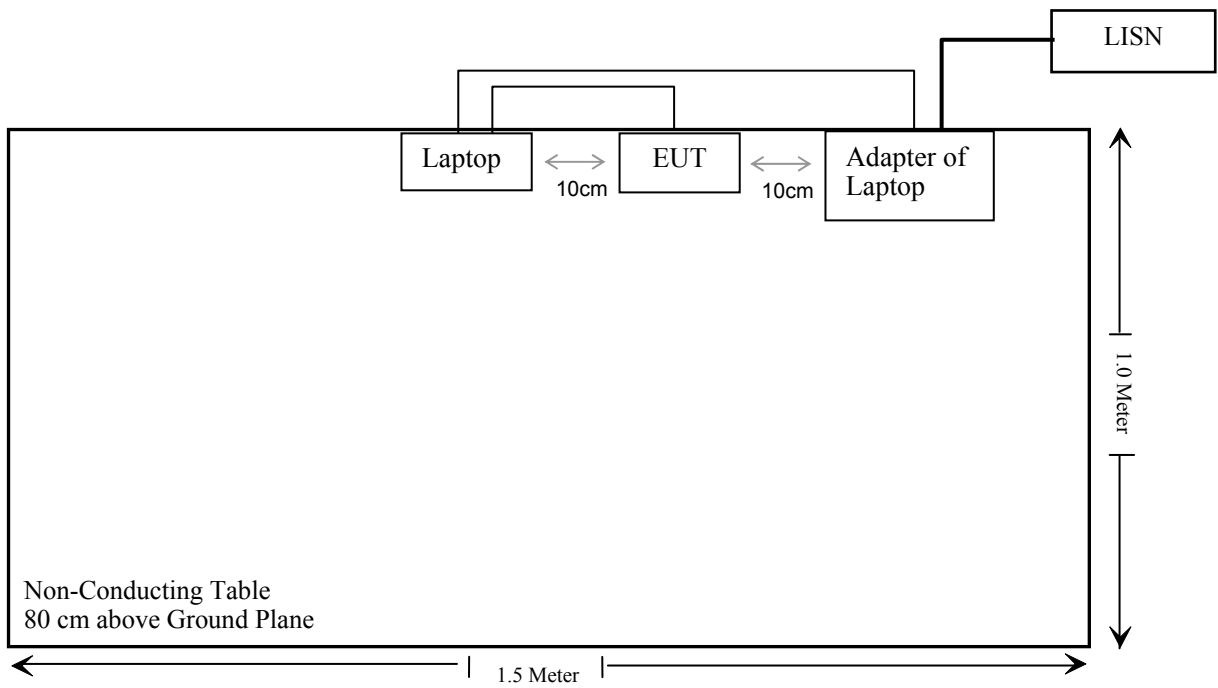 LISN
Laptop
EUT
Adapter of
Laptop
10cm
10cm
1.0 Meter
Non-Conducting Table
80 cm above Ground Plane
1.5 Meter